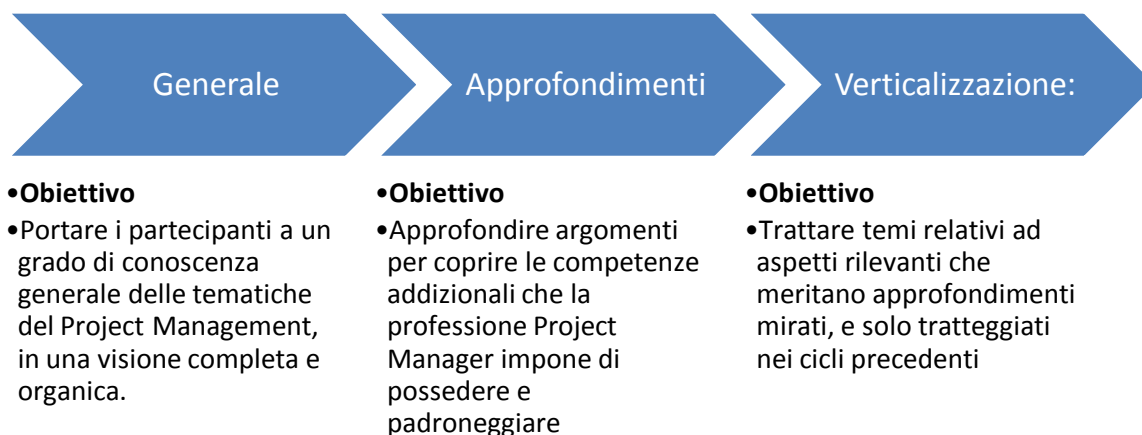 Generale
Approfondimenti
Verticalizzazione:
•Obiettivo
•Portare i partecipanti a un
grado di conoscenza
generale delle tematiche
del Project Management,
in una visione completa e
organica.
•Obiettivo
•Approfondire argomenti
per coprire le competenze
addizionali che la
professione Project
Manager impone di
possedere e
padroneggiare
•Obiettivo
•Trattare temi relativi ad
aspetti rilevanti che
meritano approfondimenti
mirati, e solo tratteggiati
nei cicli precedenti